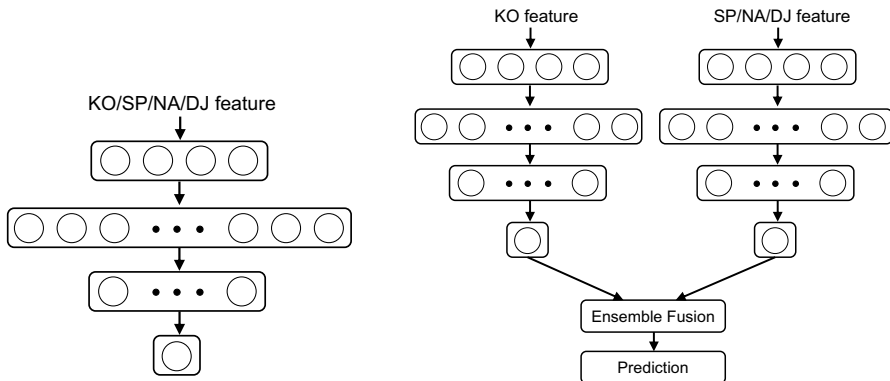 KO/SP/NA/DJ feature
KO feature
SP/NA/DJ feature
Ensemble Fusion
Prediction